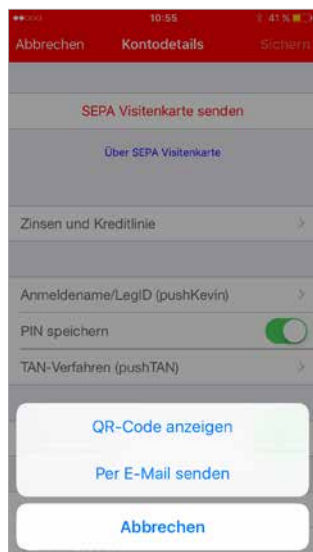 10:55
41 %
Abbrechen Kontodetails Sichern
SEPA Visitenkarte senden
Über SEPA Visitenkarte
Zinsen und Kreditlinie
Anmeldename/LegID (pushKevin)
PIN speichern
TAN-Verfahren (pushTAN)
QR-Code anzeigen
Per E-Mail senden
Abbrechen